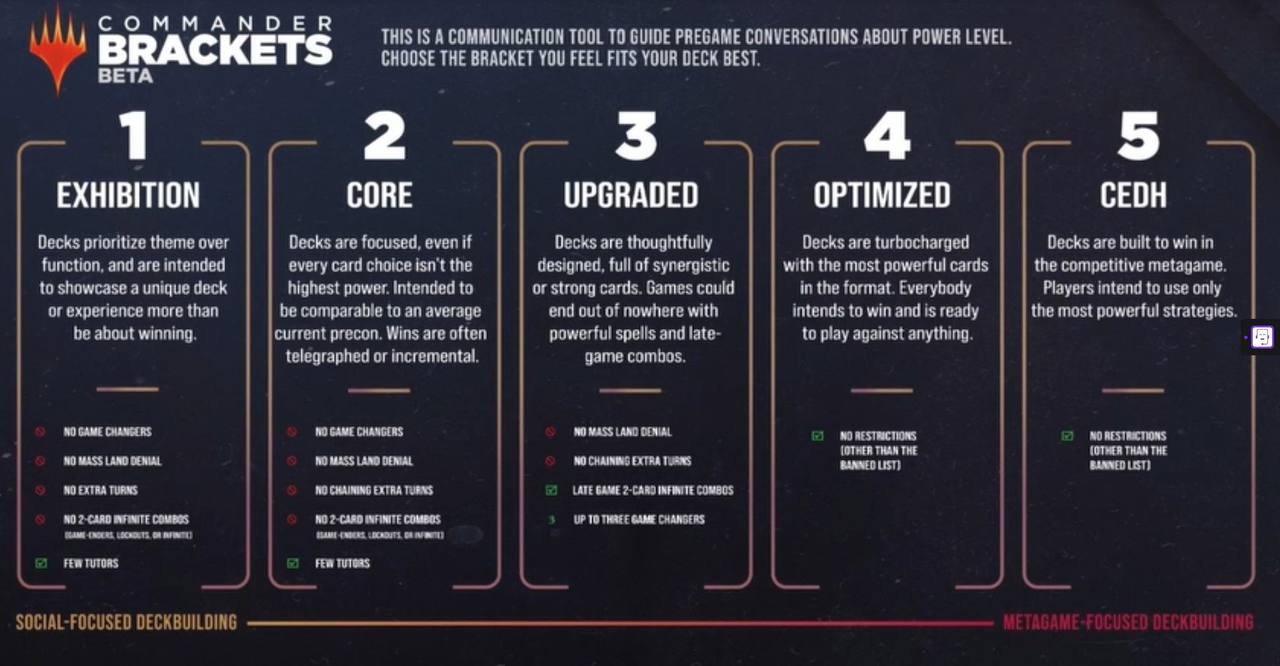 COMMANDER
BRACKETS
BETA
THIS IS A COMMUNICATION TOOL TO GUIDE PREGAME CONVERSATIONS ABOUT POWER LEVEL.
CHOOSE THE BRACKET YOU FEEL FITS YOUR DECK BEST.
1
EXHIBITION
Decks prioritize theme over
function, and are intended
to showcase a unique deck
or experience more than
be about winning.
NO GAME CHANGERS
NO MASS LAND DENIAL
NO EXTRA TURNS
NO 2-CARD INFINITE COMBOS
(GAME-ENDERS, LOCKOUTS, OR INFINITE)
FEW TUTORS
2
CORE
Decks are focused, even if
every card choice isn't the
highest power. Intended to
be comparable to an average
current precon. Wins are often
telegraphed or incremental.
NO GAME CHANGERS
NO MASS LAND DENIAL
NO CHAINING EXTRA TURNS
NO 2-CARD INFINITE COMBOS
(GAME-ENDERS, LOCKOUTS, OR INFINITE)
FEW TUTORS
3
UPGRADED
Decks are thoughtfully
designed, full of synergistic
or strong cards. Games could
end out of nowhere with
powerful spells and late-
game combos.
NO MASS LAND DENIAL
NO CHAINING EXTRA TURNS
LATE GAME 2-CARD INFINITE COMBOS
3 UP TO THREE GAME CHANGERS
4
OPTIMIZED
Decks are turbocharged
with the most powerful cards
in the format. Everybody
intends to win and is ready
to play against anything.
NO RESTRICTIONS
(OTHER THAN THE
BANNED LIST)
5
CEDH
Decks are built to win in
the competitive metagame.
Players intend to use only
the most powerful strategies.
NO RESTRICTIONS
(OTHER THAN THE
BANNED LIST)
SOCIAL-FOCUSED DECKBUILDING
METAGAME-FOCUSED DECKBUILDING